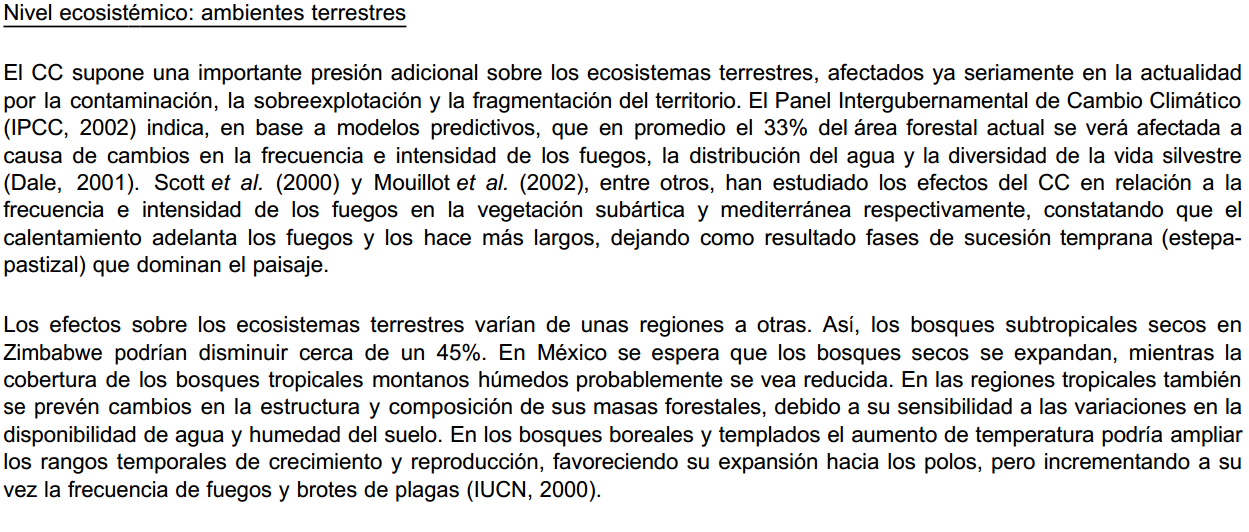 Nivel ecosistémico: ambientes terrestres
El CC supone una importante presión adicional sobre los ecosistemas terrestres, afectados ya seriamente en la actualidad
por la contaminación, la sobreexplotación y la fragmentación del territorio. El Panel Intergubernamental de Cambio Climático
(IPCC, 2002) indica, en base a modelos predictivos, que en promedio el 33% del área forestal actual se verá afectada a
causa de cambios en la frecuencia e intensidad de los fuegos, la distribución del agua y la diversidad de la vida silvestre
(Dale, 2001). Scott et al. (2000) y Mouillot et al. (2002), entre otros, han estudiado los efectos del CC en relación a la
frecuencia e intensidad de los fuegos en la vegetación subártica y mediterránea respectivamente, constatando que el
calentamiento adelanta los fuegos y los hace más largos, dejando como resultado fases de sucesión temprana (estepa-
pastizal) que dominan el paisaje.
Los efectos sobre los ecosistemas terrestres varían de unas regiones a otras. Así, los bosques subtropicales secos en
Zimbabwe podrían disminuir cerca de un 45%. En México se espera que los bosques secos se expandan, mientras la
cobertura de los bosques tropicales montanos húmedos probablemente se vea reducida. En las regiones tropicales también
se prevén cambios en la estructura y composición de sus masas forestales, debido a su sensibilidad a las variaciones en la
disponibilidad de agua y humedad del suelo. En los bosques boreales y templados el aumento de temperatura podría ampliar
los rangos temporales de crecimiento y reproducción, favoreciendo su expansión hacia los polos, pero incrementando a su
vez la frecuencia de fuegos y brotes de plagas (IUCN, 2000).